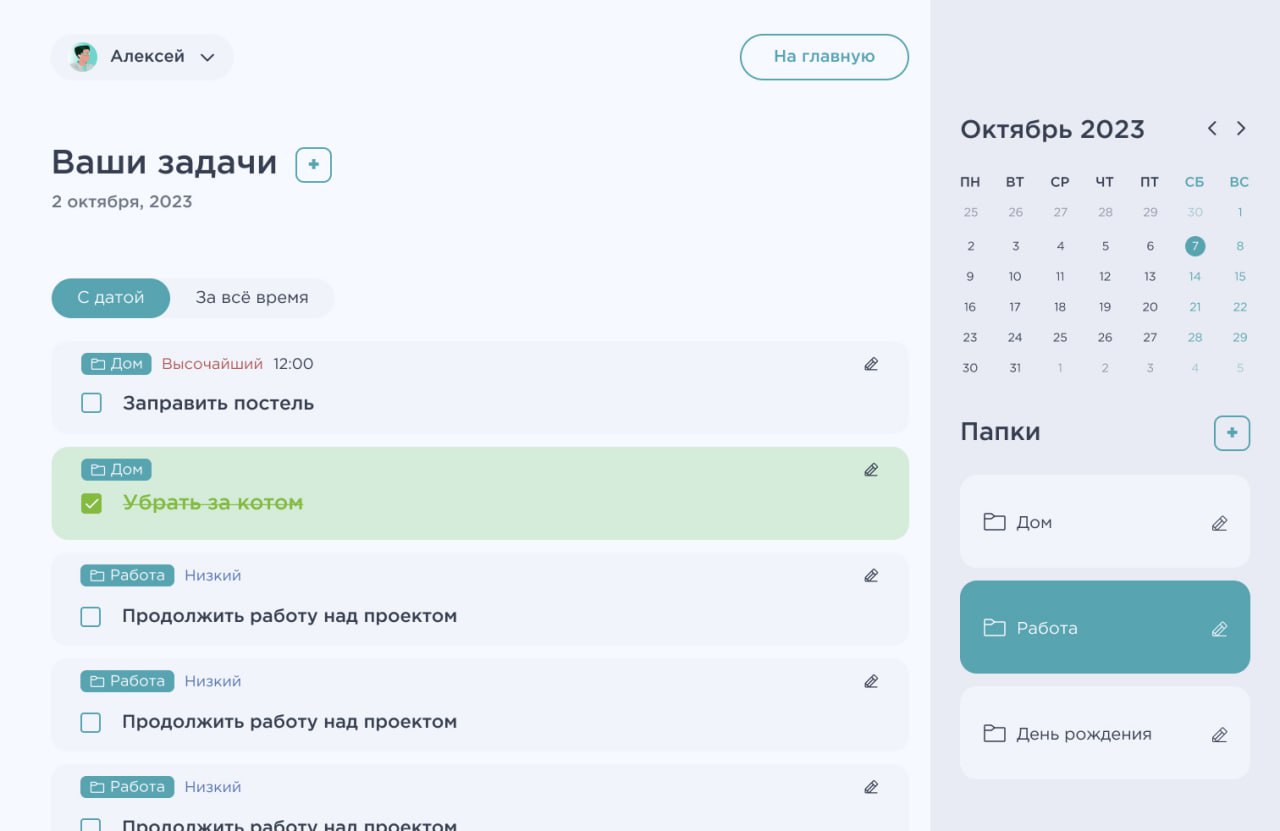 Алексей
На главную
Ваши задачи +
2 октября, 2023
С датой За всё время
Дом Высочайший 12:00
Заправить постель
Дом
Убрать за котом
Работа Низкий
Продолжить работу над проектом
Работа Низкий
Продолжить работу над проектом
Работа Низкий
Продолжить работу над проектом
Октябрь 2023
ПН ВТ СР ЧТ ПТ СБ ВС
25 26 27 28 29 30 1
2 3 4 5 6 7 8
9 10 11 12 13 14 15
16 17 18 19 20 21 22
23 24 25 26 27 28 29
30 31 1 2 3 4 5
Папки +
Дом
Работа
День рождения